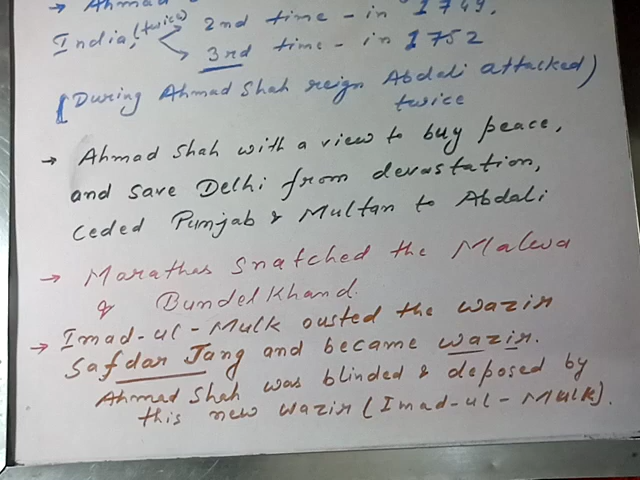 → Ahmad
India, (twice) 2nd time - in 1749.
3rd time - in 1752
[During Ahmad Shah reign Abdali attacked)
twice
→ Ahmad Shah with a view to buy peace,
and save Delhi from devastation,
ceded Punjab & Multan to Abdali
→ Marathas snatched the Malwa
& Bundelkhand.
→ Imad-ul-Mulk ousted the wazir
Safdar Jang and became wazir.
Ahmad Shah was blinded & deposed by
this new wazir (Imad-ul-Mulk).